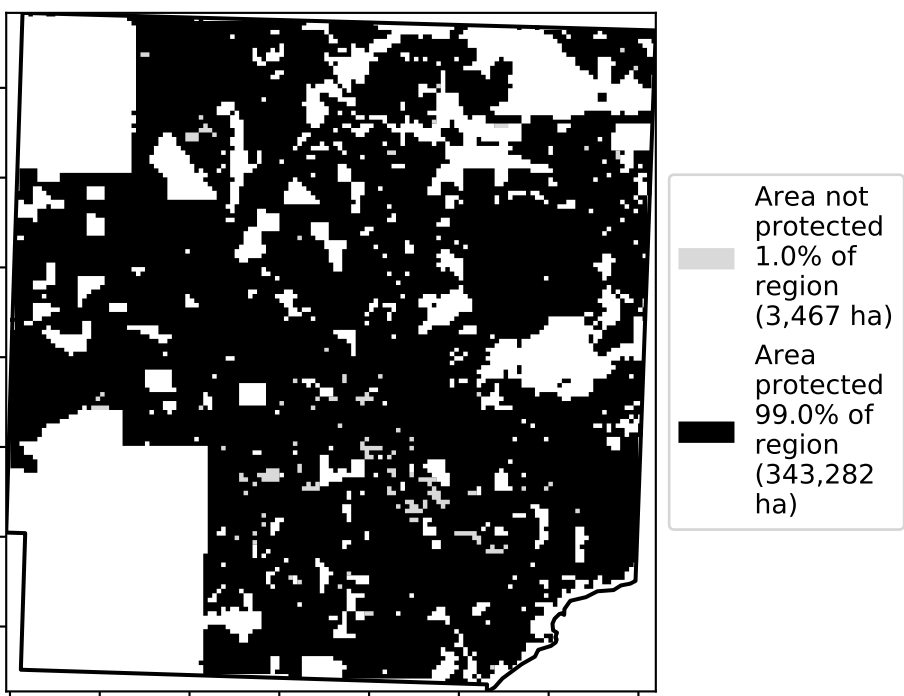 Area not
protected
1.0% of
region
(3,467 ha)
Area
protected
99.0% of
region
(343,282
ha)